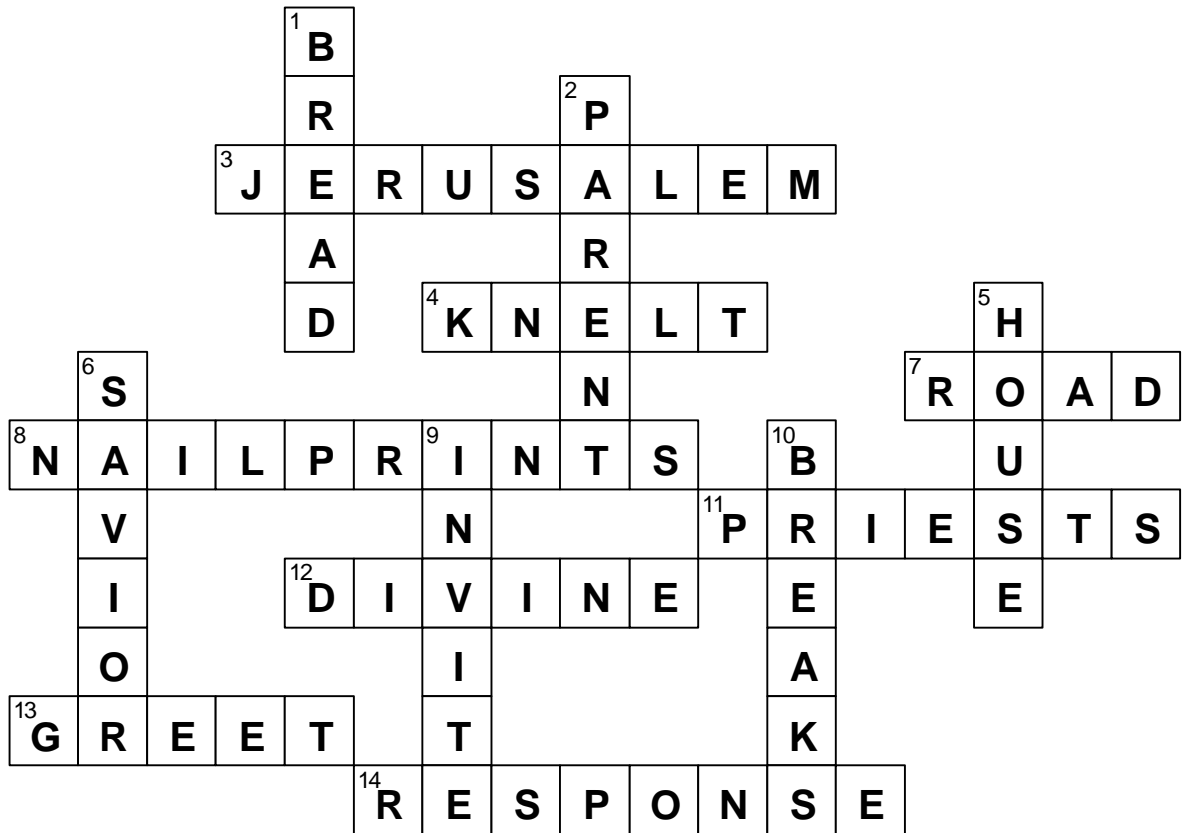 1 B
R 2 P
3 J E R U S A L E M
A R
D 4 K N E L T 5 H
6 S N 7 R O A D
8 N A I L P R 9 I N T S 10 B U
V N 11 P R I E S T S
I 12 D I V I N E E E
O I A
13 G R E E T T K
14 R E S P O N S E